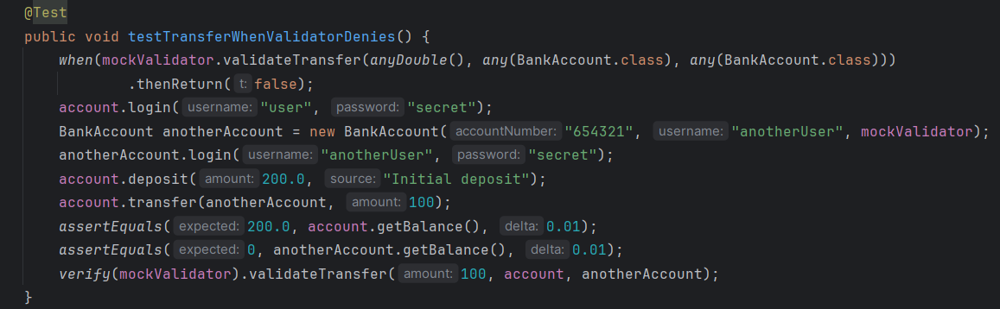 @Test
public void testTransferWhenValidatorDenies() {
when(mockValidator.validateTransfer(anyDouble(), any(BankAccount.class), any(BankAccount.class)))
.thenReturn( t: false);
account.login( username: "user", password: "secret");
BankAccount anotherAccount = new BankAccount( accountNumber: "654321", username: "anotherUser", mockValidator);
anotherAccount.login( username: "anotherUser", password: "secret");
account.deposit( amount: 200.0, source: "Initial deposit");
account.transfer(anotherAccount, amount: 100);
assertEquals( expected: 200.0, account.getBalance(), delta: 0.01);
assertEquals( expected: 0, anotherAccount.getBalance(), delta: 0.01);
verify(mockValidator).validateTransfer( amount: 100, account, anotherAccount);
}